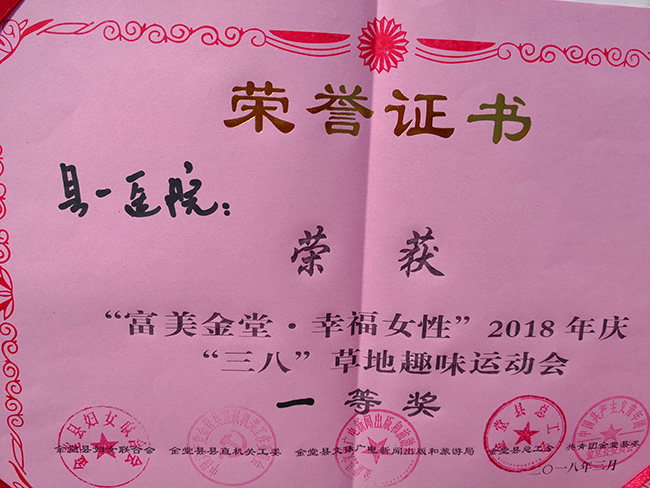 荣誉证书
县一医院：
荣 获
“富美金堂·幸福女性”2018年庆
“三八”草地趣味运动会
一等奖
金堂县妇女联合会 金堂县县直机关工委 金堂县文体广电新闻出版和旅游局 金堂县总工会 共青团金堂县委
二〇一八年三月